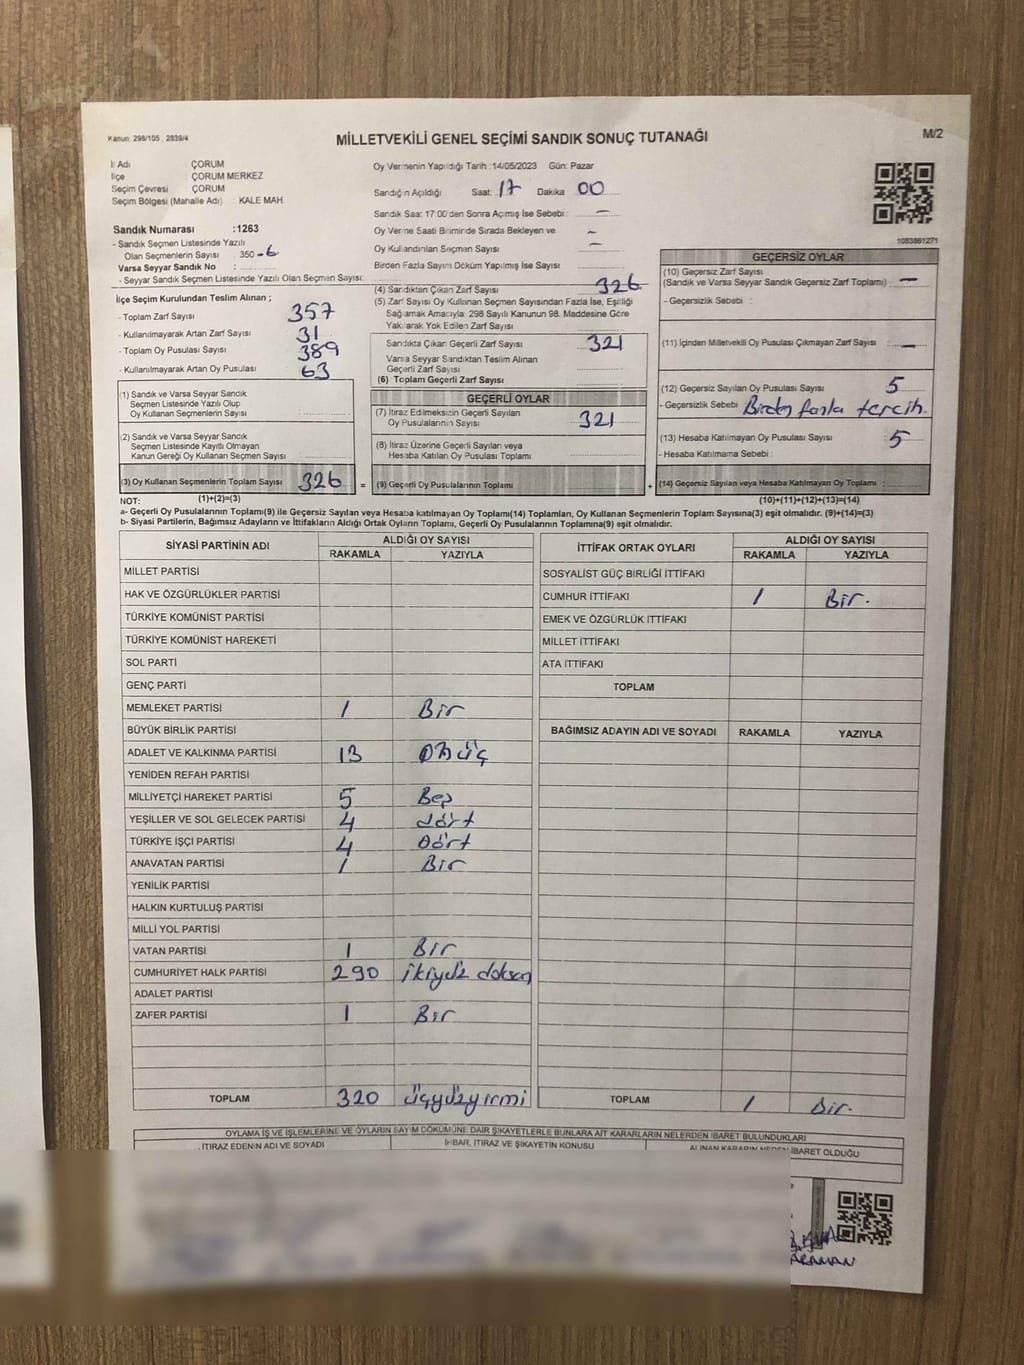 Kanun: 298/105 , 2839/4
MİLLETVEKİLİ GENEL SEÇİMİ SANDIK SONUÇ TUTANAĞI
M/2
İl Adı : ÇORUM
İlçe : ÇORUM MERKEZ
Seçim Çevresi : ÇORUM
Seçim Bölgesi (Mahalle Adı) : KALE MAH.
Oy Vermenin Yapıldığı Tarih :14/05/2023 Gün: Pazar
Sandığın Açıldığı Saat: 17 Dakika 00
Sandık Saat: 17:00'den Sonra Açımış İse Sebebi : –
Oy Verme Saati Bitiminde Sırada Bekleyen ve –
Oy Kullandırılan Seçmen Sayısı –
Birden Fazla Sayım Döküm Yapılmış İse Sayısı :
1083861271
Sandık Numarası :1263
- Sandık Seçmen Listesinde Yazılı
Olan Seçmenlerin Sayısı : 350 -6
Varsa Seyyar Sandık No :
- Seyyar Sandık Seçmen Listesinde Yazılı Olan Seçmen Sayısı:
İlçe Seçim Kurulundan Teslim Alınan ;
- Toplam Zarf Sayısı 357
- Kullanılmayarak Artan Zarf Sayısı 31
- Toplam Oy Pusulası Sayısı 389
- Kullanılmayarak Artan Oy Pusulası 63
(1) Sandık ve Varsa Seyyar Sandık
Seçmen Listesinde Yazılı Olup
Oy Kullanan Seçmenlerin Sayısı
(2) Sandık ve Varsa Seyyar Sandık
Seçmen Listesinde Kayıtlı Olmayan
Kanun Gereği Oy Kullanan Seçmen Sayısı
(3) Oy Kullanan Seçmenlerin Toplam Sayısı 326 =
(4) Sandıktan Çıkan Zarf Sayısı 326
(5) Zarf Sayısı Oy Kullanan Seçmen Sayısından Fazla İse, Eşitliği
Sağlamak Amacıyla 298 Sayılı Kanunun 98. Maddesine Göre
Yakılarak Yok Edilen Zarf Sayısı :
Sandıkta Çıkan Geçerli Zarf Sayısı 321
Varsa Seyyar Sandıktan Teslim Alınan
Geçerli Zarf Sayısı
(6) Toplam Geçerli Zarf Sayısı
GEÇERLİ OYLAR
(7) İtiraz Edilmeksizin Geçerli Sayılan
Oy Pusulalarının Sayısı 321
(8) İtiraz Üzerine Geçerli Sayılan veya
Hesaba Katılan Oy Pusulası Toplamı
(9) Geçerli Oy Pusulalarının Toplamı +
GEÇERSİZ OYLAR
(10) Geçersiz Zarf Sayısı
(Sandık ve Varsa Seyyar Sandık Geçersiz Zarf Toplamı) : –
- Geçersizlik Sebebi :
(11) İçinden Milletvekili Oy Pusulası Çıkmayan Zarf Sayısı : –
(12) Geçersiz Sayılan Oy Pusulası Sayısı 5
- Geçersizlik Sebebi Birden fazla tercih.
(13) Hesaba Katılmayan Oy Pusulası Sayısı 5
- Hesaba Katılmama Sebebi :
(14) Geçersiz Sayılan veya Hesaba Katılmayan Oy Toplamı :
NOT: (1)+(2)=(3) (10)+(11)+(12)+(13)=(14)
a- Geçerli Oy Pusulalarının Toplamı(9) ile Geçersiz Sayılan veya Hesaba katılmayan Oy Toplamı(14) Toplamları, Oy Kullanan Seçmenlerin Toplam Sayısına(3) eşit olmalıdır. (9)+(14)=(3)
b- Siyasi Partilerin, Bağımsız Adayların ve İttifakların Aldığı Ortak Oyların Toplamı, Geçerli Oy Pusulalarının Toplamına(9) eşit olmalıdır.
SİYASİ PARTİNİN ADI ALDIĞI OY SAYISI
RAKAMLA YAZIYLA
MİLLET PARTİSİ
HAK VE ÖZGÜRLÜKLER PARTİSİ
TÜRKİYE KOMÜNİST PARTİSİ
TÜRKİYE KOMÜNİST HAREKETİ
SOL PARTİ
GENÇ PARTİ
MEMLEKET PARTİSİ 1 Bir
BÜYÜK BİRLİK PARTİSİ
ADALET VE KALKINMA PARTİSİ 13 Onüç
YENİDEN REFAH PARTİSİ
MİLLİYETÇİ HAREKET PARTİSİ 5 Beş
YEŞİLLER VE SOL GELECEK PARTİSİ 4 dört
TÜRKİYE İŞÇİ PARTİSİ 4 Dört
ANAVATAN PARTİSİ 1 Bir
YENİLİK PARTİSİ
HALKIN KURTULUŞ PARTİSİ
MİLLİ YOL PARTİSİ
VATAN PARTİSİ 1 Bir
CUMHURİYET HALK PARTİSİ 290 ikiyüz doksan
ADALET PARTİSİ
ZAFER PARTİSİ 1 Bir
TOPLAM 320 üçyüzyirmi
İTTİFAK ORTAK OYLARI ALDIĞI OY SAYISI
RAKAMLA YAZIYLA
SOSYALİST GÜÇ BİRLİĞİ İTTİFAKI
CUMHUR İTTİFAKI 1 Bir.
EMEK VE ÖZGÜRLÜK İTTİFAKI
MİLLET İTTİFAKI
ATA İTTİFAKI
TOPLAM
BAĞIMSIZ ADAYIN ADI VE SOYADI RAKAMLA YAZIYLA
TOPLAM 1 Bir.
OYLAMA İŞ VE İŞLEMLERİNE VE OYLARIN SAYIM DÖKÜMÜNE DAİR ŞİKAYETLERLE BUNLARA AİT KARARLARIN NELERDEN İBARET BULUNDUKLARI
İTİRAZ EDENİN ADI VE SOYADI İHBAR, İTİRAZ VE ŞİKAYETİN KONUSU ALINAN KARARIN NEDEN İBARET OLDUĞU
ARAMAN